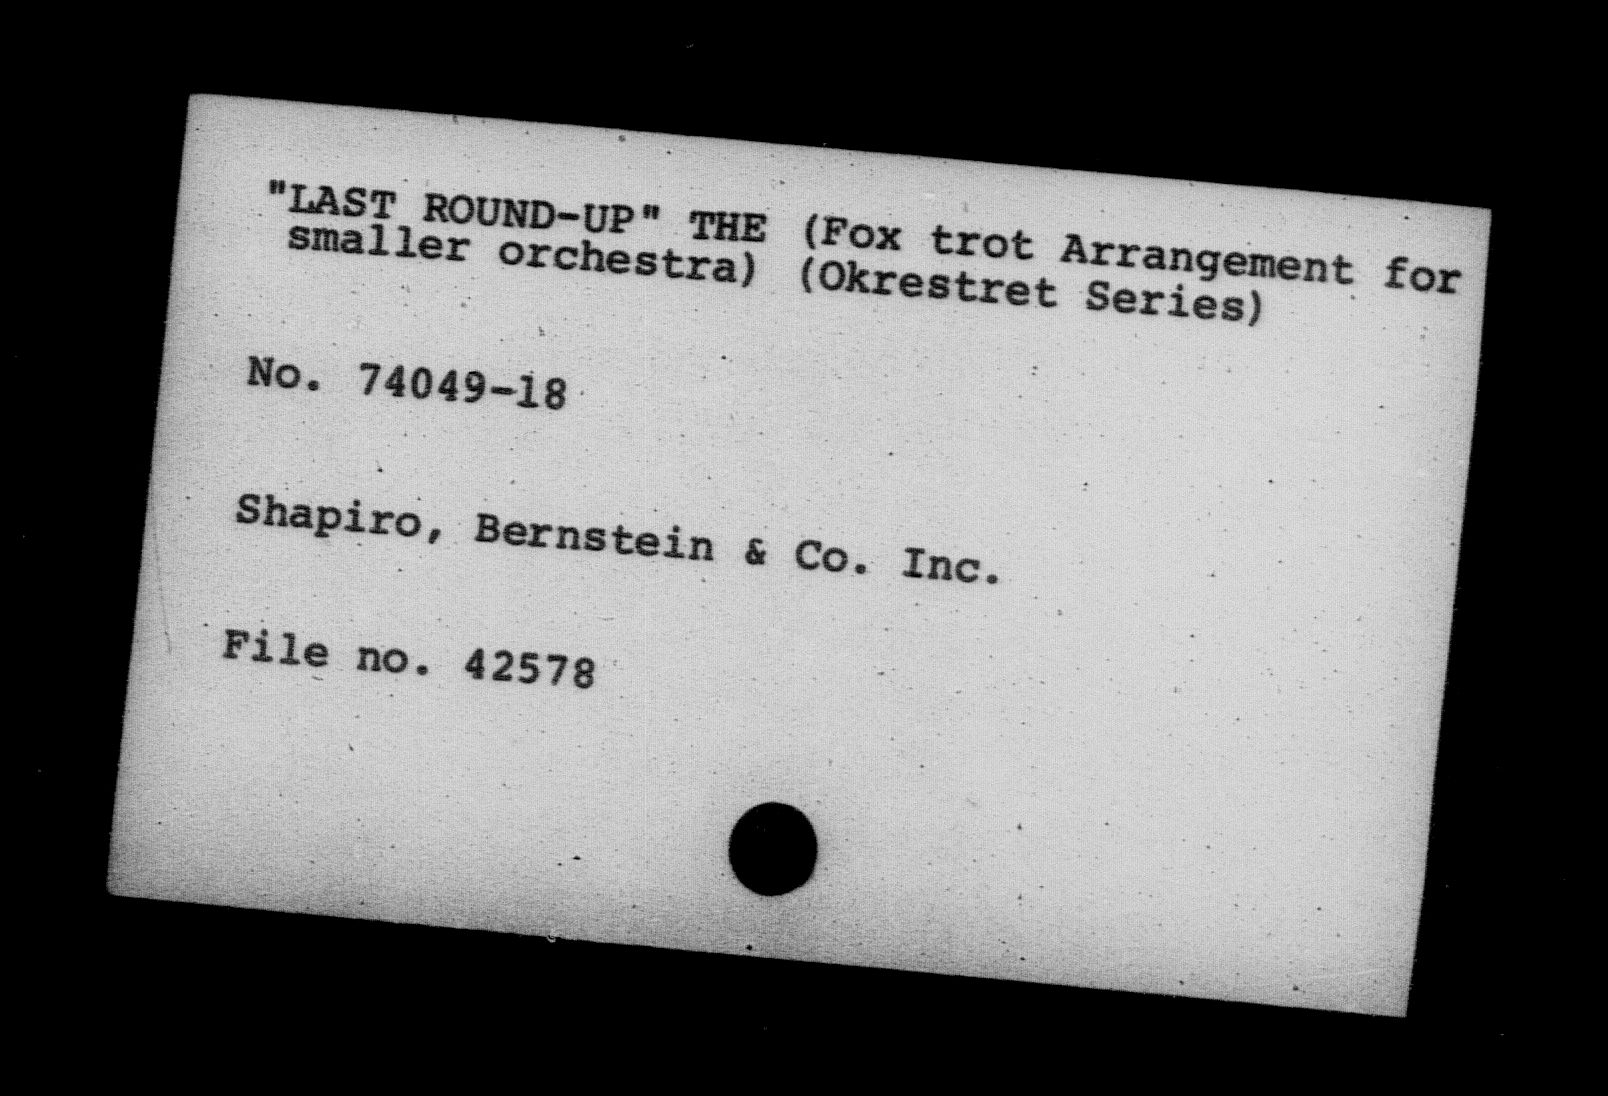 "LAST ROUND-UP" THE (Fox trot Arrangement for
smaller orchestra) (Okrestret Series)
No. 74049-18
Shapiro, Bernstein & Co. Inc.
File no. 42578